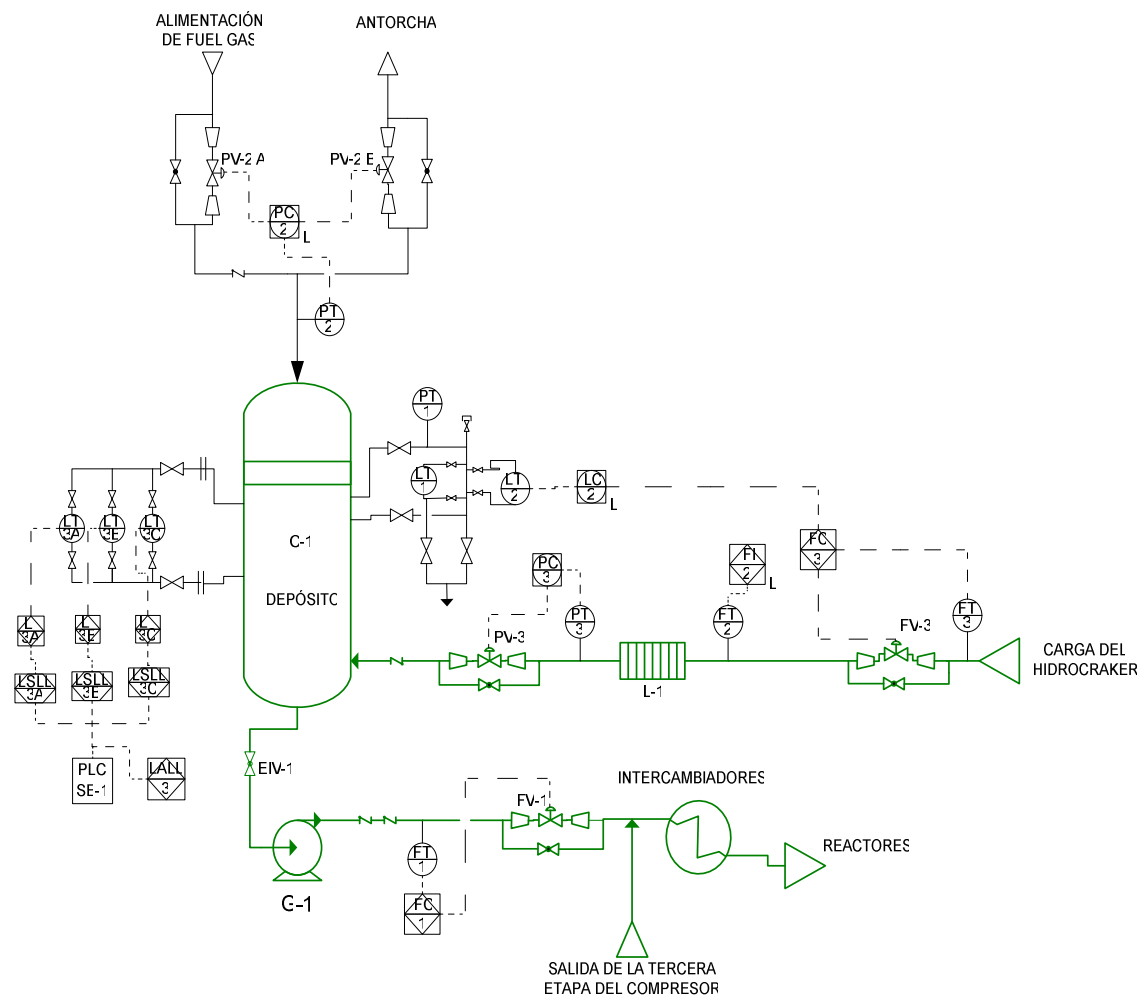 ALIMENTACIÓN
DE FUEL GAS
ANTORCHA
PV-2 A
PV-2 E
PC
2
L
PT
2
PT
1
LT
1
LT
2
LC
2
L
LT
3A
LT
3E
LT
3C
C-1
DEPÓSITO
FC
3
PC
3
FI
2
L
PT
3
FT
2
FT
3
PV-3
FV-3
L-1
CARGA DEL
HIDROCRAKER
3A
3E
3C
LSLL
3A
LSLL
3E
LSLL
3C
PLC
SE-1
LALL
3
EIV-1
FV-1
INTERCAMBIADORES
REACTORES
FT
1
FC
1
G-1
SALIDA DE LA TERCERA
ETAPA DEL COMPRESOR